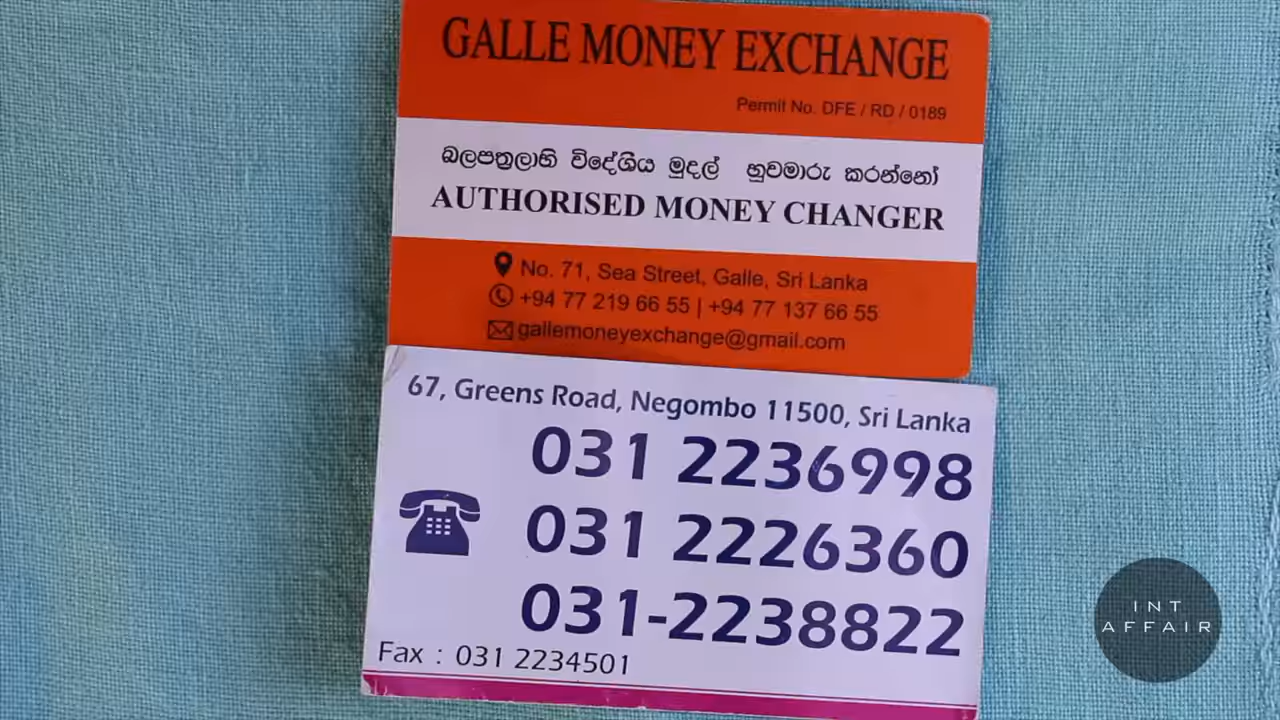 GALLE MONEY EXCHANGE
Permit No. DFE / RD / 0189
බලපත්‍රලාභී විදේශීය මුදල් හුවමාරු කරන්නෝ
AUTHORISED MONEY CHANGER
No. 71, Sea Street, Galle, Sri Lanka
+94 77 219 66 55 | +94 77 137 66 55
gallemoneyexchange@gmail.com
67, Greens Road, Negombo 11500, Sri Lanka
031 2236998
031 2226360
031-2238822
Fax : 031 2234501
INT
AFFAIR